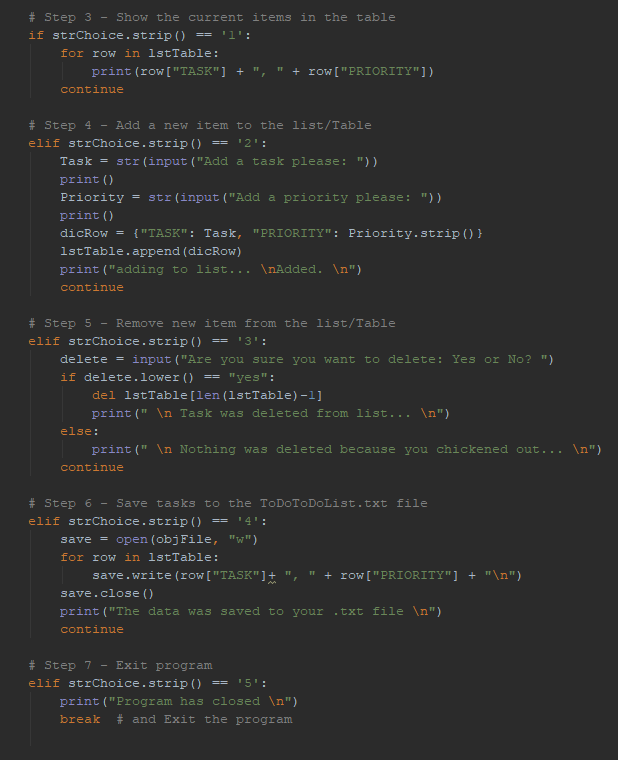 # Step 3 - Show the current items in the table
if strChoice.strip() == '1':
    for row in lstTable:
        print(row["TASK"] + ", " + row["PRIORITY"])
    continue

# Step 4 - Add a new item to the list/Table
elif strChoice.strip() == '2':
    Task = str(input("Add a task please: "))
    print()
    Priority = str(input("Add a priority please: "))
    print()
    dicRow = {"TASK": Task, "PRIORITY": Priority.strip()}
    lstTable.append(dicRow)
    print("adding to list... \nAdded. \n")
    continue

# Step 5 - Remove new item from the list/Table
elif strChoice.strip() == '3':
    delete = input("Are you sure you want to delete: Yes or No? ")
    if delete.lower() == "yes":
        del lstTable[len(lstTable)-1]
        print(" \n Task was deleted from list... \n")
    else:
        print(" \n Nothing was deleted because you chickened out... \n")
    continue

# Step 6 - Save tasks to the ToDoToDoList.txt file
elif strChoice.strip() == '4':
    save = open(objFile, "w")
    for row in lstTable:
        save.write(row["TASK"]+ ", " + row["PRIORITY"] + "\n")
    save.close()
    print("The data was saved to your .txt file \n")
    continue

# Step 7 - Exit program
elif strChoice.strip() == '5':
    print("Program has closed \n")
    break  # and Exit the program